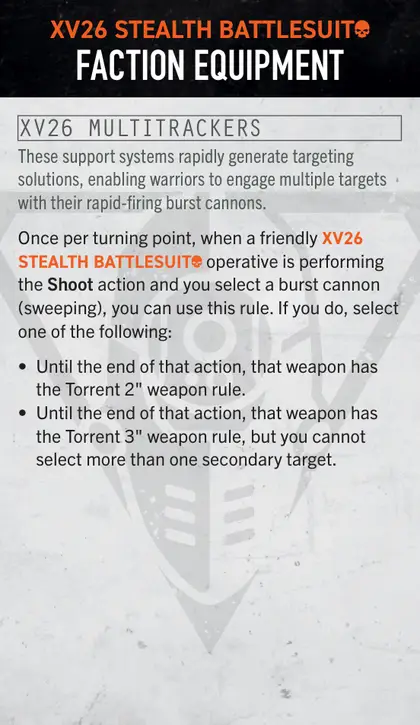 XV26 STEALTH BATTLESUIT
FACTION EQUIPMENT
XV26 MULTITRACKERS
These support systems rapidly generate targeting
solutions, enabling warriors to engage multiple targets
with their rapid-firing burst cannons.
Once per turning point, when a friendly XV26
STEALTH BATTLESUIT operative is performing
the Shoot action and you select a burst cannon
(sweeping), you can use this rule. If you do, select
one of the following:
• Until the end of that action, that weapon has
the Torrent 2" weapon rule.
• Until the end of that action, that weapon has
the Torrent 3" weapon rule, but you cannot
select more than one secondary target.